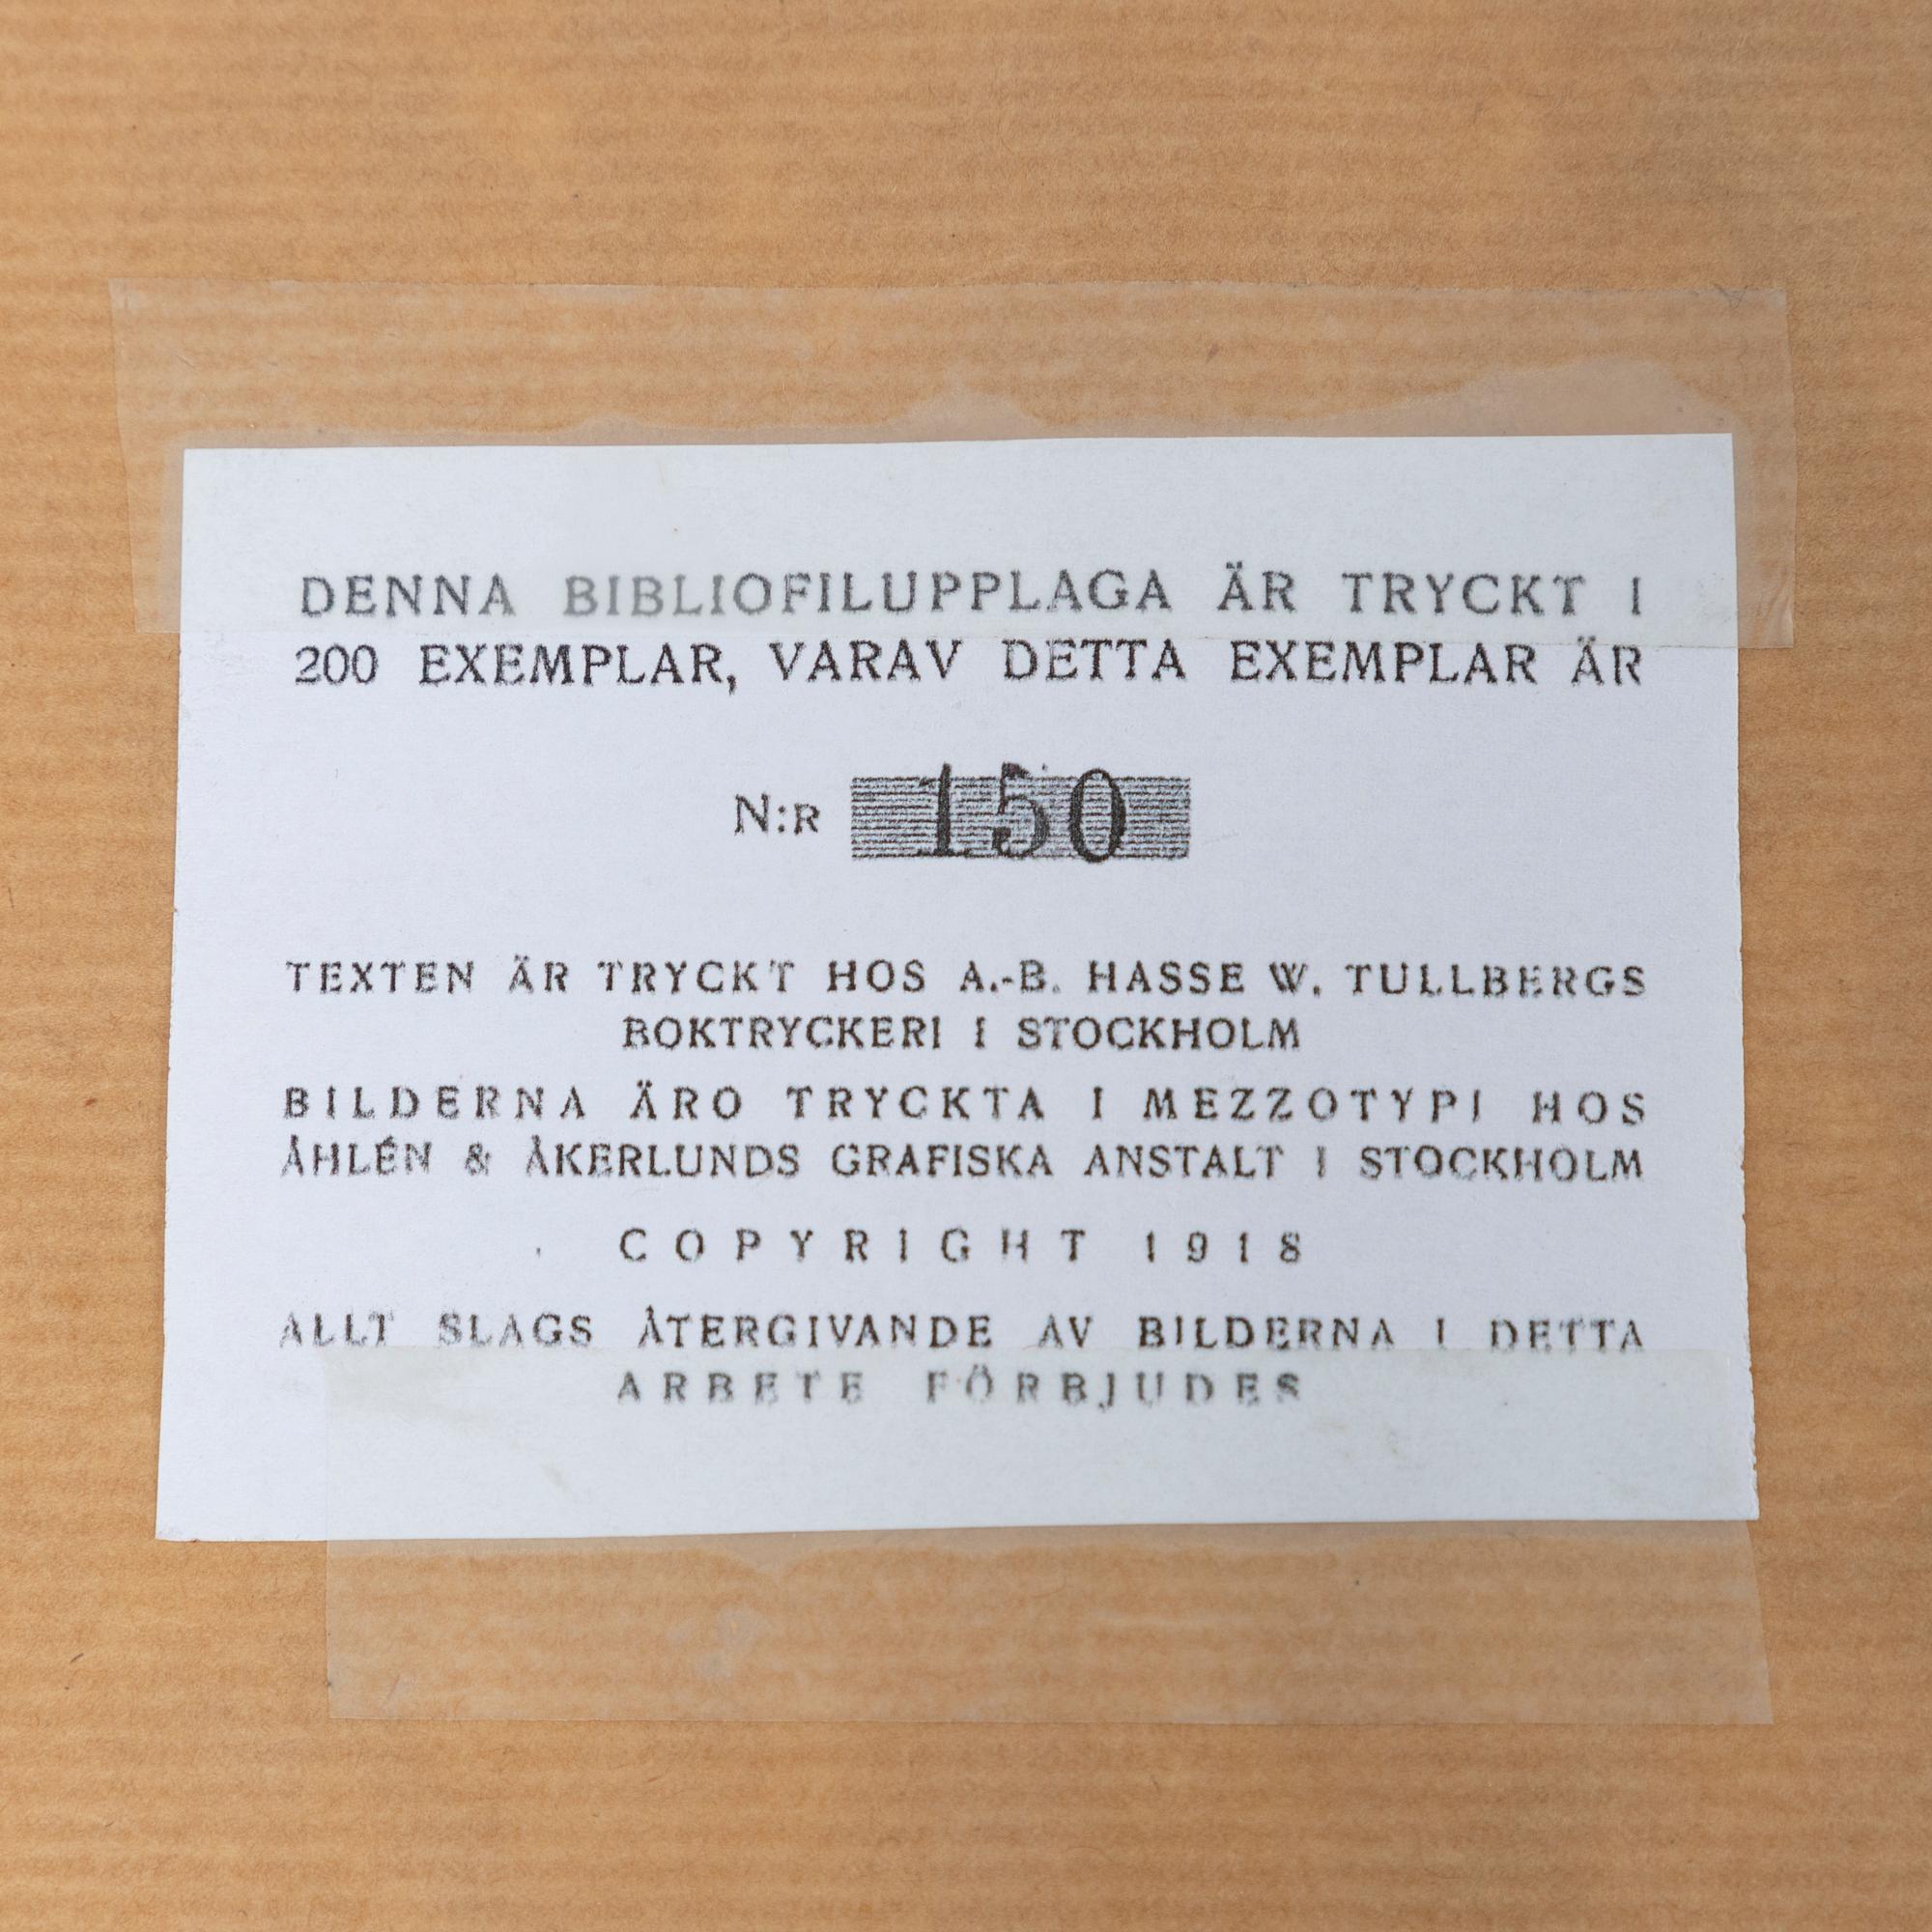 DENNA BIBLIOFILUPPLAGA ÄR TRYCKT I
200 EXEMPLAR, VARAV DETTA EXEMPLAR ÄR
N:R 150
TEXTEN ÄR TRYCKT HOS A.-B. HASSE W. TULLBERGS
BOKTRYCKERI I STOCKHOLM
BILDERNA ÄRO TRYCKTA I MEZZOTYPI HOS
ÅHLÉN & ÅKERLUNDS GRAFISKA ANSTALT I STOCKHOLM
COPYRIGHT 1918
ALLT SLAGS ÅTERGIVANDE AV BILDERNA I DETTA
ARBETE FÖRBJUDES